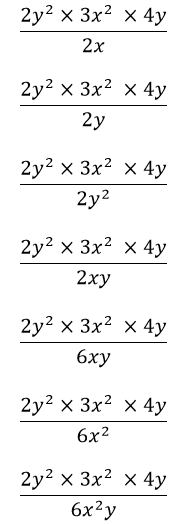 2y² × 3x² × 4y
2x
2y² × 3x² × 4y
2y
2y² × 3x² × 4y
2y²
2y² × 3x² × 4y
2xy
2y² × 3x² × 4y
6xy
2y² × 3x² × 4y
6x²
2y² × 3x² × 4y
6x²y